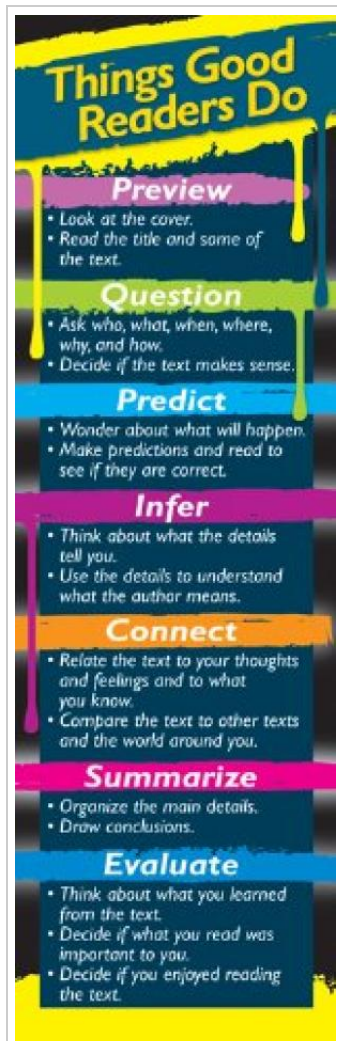 Things Good
Readers Do
Preview
• Look at the cover.
• Read the title and some of
the text.
Question
• Ask who, what, when, where,
why, and how.
• Decide if the text makes sense.
Predict
• Wonder about what will happen.
• Make predictions and read to
see if they are correct.
Infer
• Think about what the details
tell you.
• Use the details to understand
what the author means.
Connect
• Relate the text to your thoughts
and feelings and to what
you know.
• Compare the text to other texts
and the world around you.
Summarize
• Organize the main details.
• Draw conclusions.
Evaluate
• Think about what you learned
from the text.
• Decide if what you read was
important to you.
• Decide if you enjoyed reading
the text.